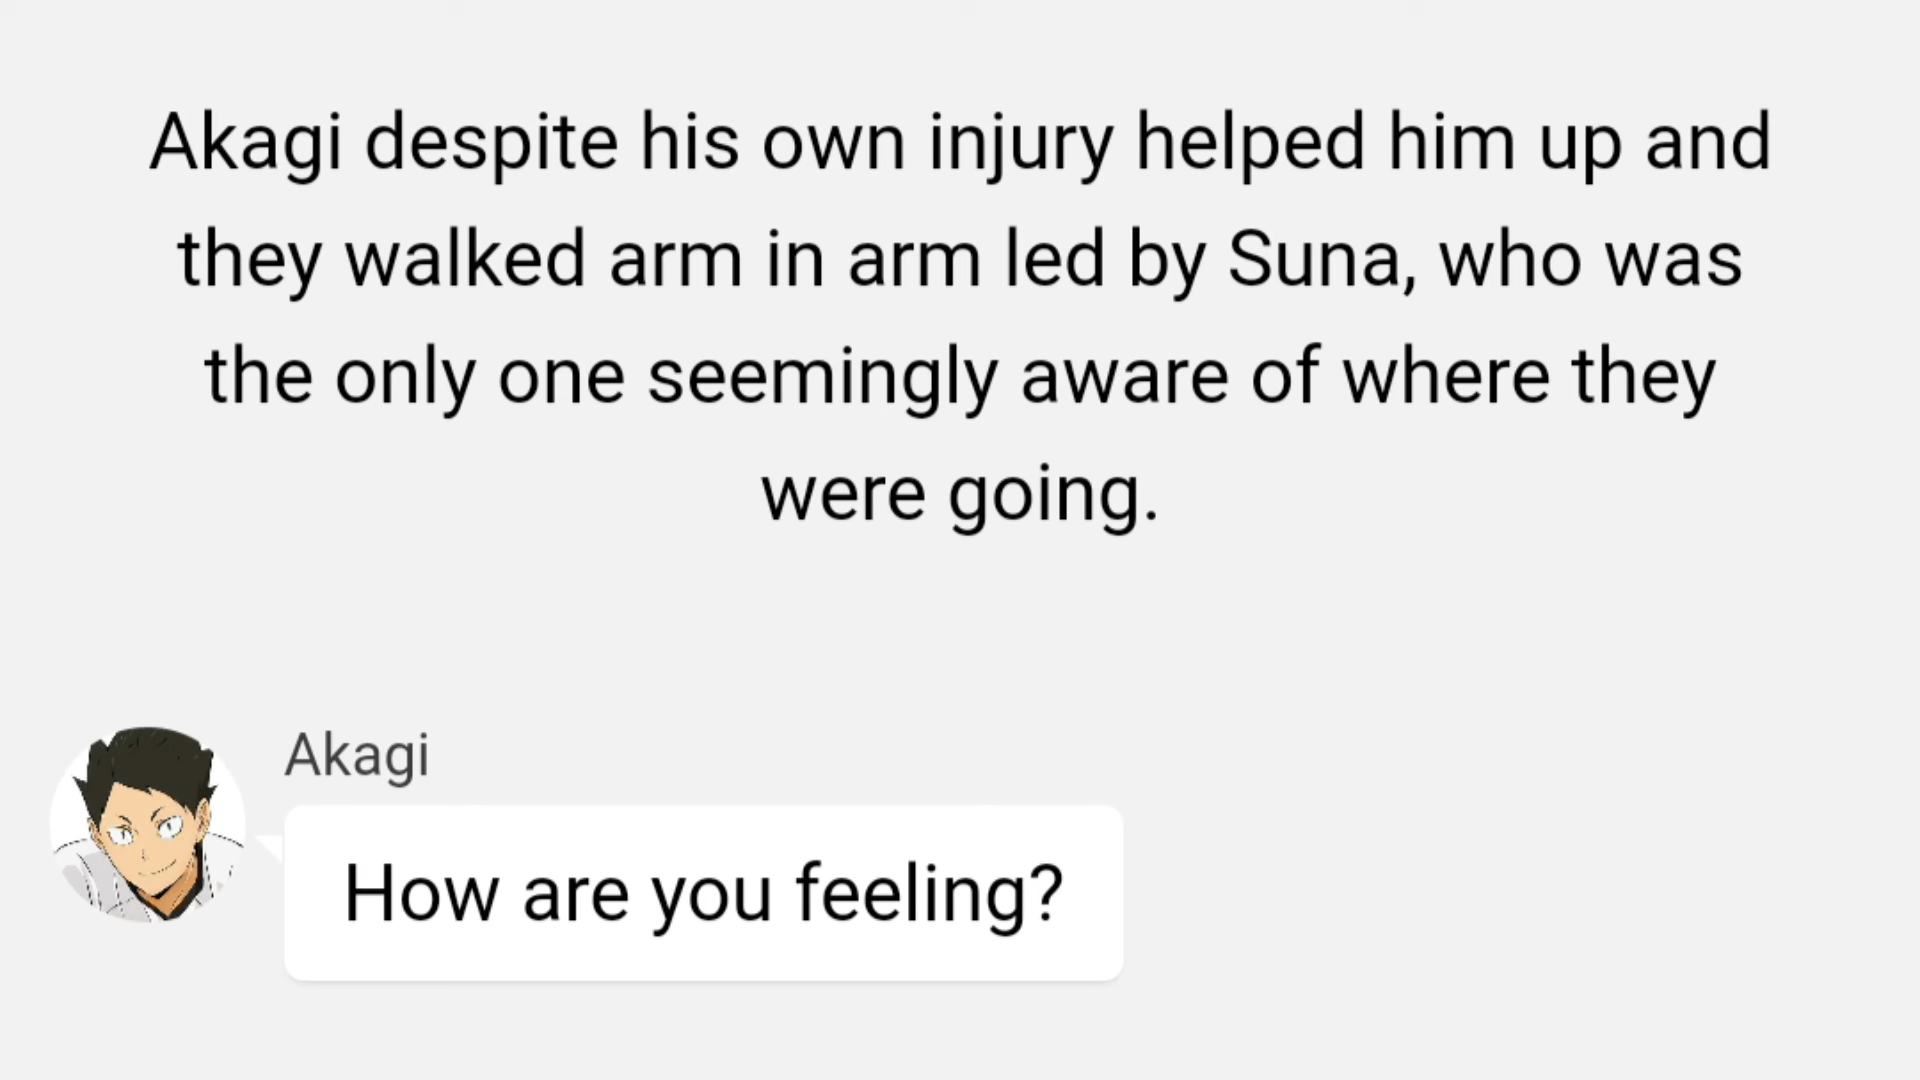 Akagi despite his own injury helped him up and
they walked arm in arm led by Suna, who was
the only one seemingly aware of where they
were going.
Akagi
How are you feeling?